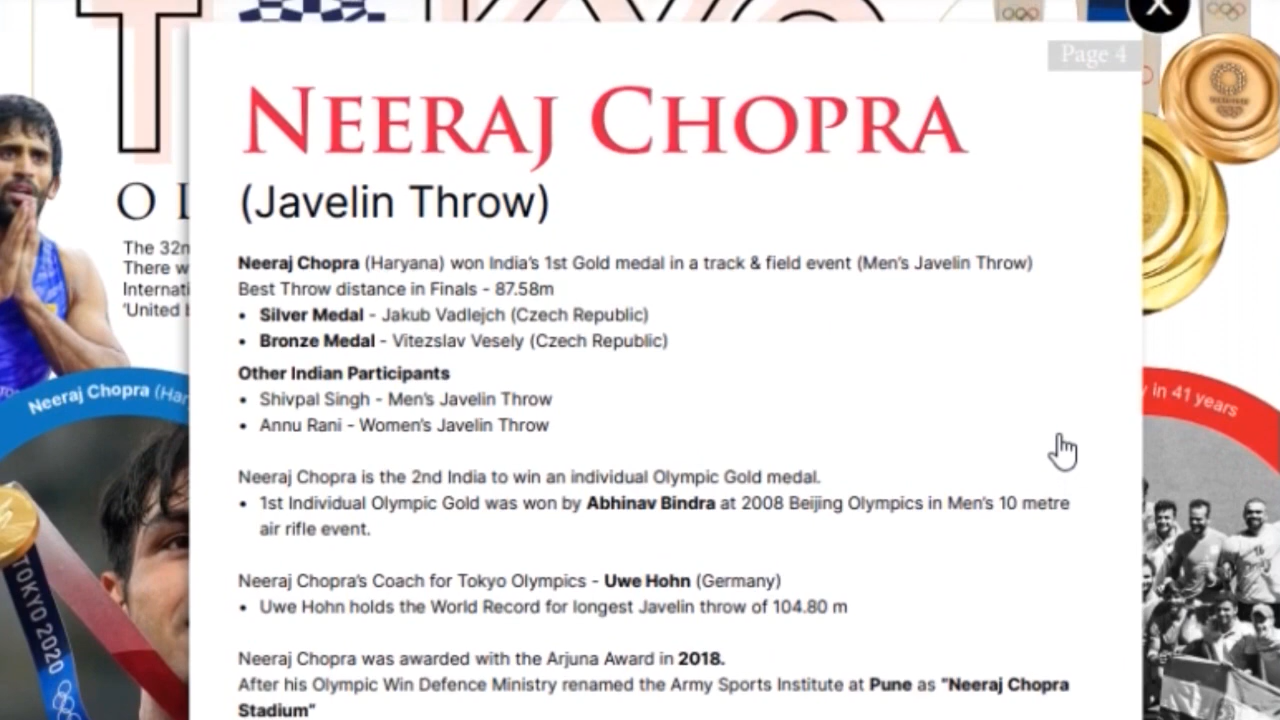 Page 4
NEERAJ CHOPRA
(Javelin Throw)
O L
The 32n
There w
Internati
'United b
Neeraj Chopra (Haryana) won India's 1st Gold medal in a track & field event (Men's Javelin Throw)
Best Throw distance in Finals - 87.58m
• Silver Medal - Jakub Vadlejch (Czech Republic)
• Bronze Medal - Vitezslav Vesely (Czech Republic)
Other Indian Participants
• Shivpal Singh - Men's Javelin Throw
• Annu Rani - Women's Javelin Throw
Neeraj Chopra (Har
y in 41 years
Neeraj Chopra is the 2nd India to win an individual Olympic Gold medal.
• 1st Individual Olympic Gold was won by Abhinav Bindra at 2008 Beijing Olympics in Men's 10 metre
air rifle event.
Neeraj Chopra's Coach for Tokyo Olympics - Uwe Hohn (Germany)
• Uwe Hohn holds the World Record for longest Javelin throw of 104.80 m
TOKYO 2020
Neeraj Chopra was awarded with the Arjuna Award in 2018.
After his Olympic Win Defence Ministry renamed the Army Sports Institute at Pune as "Neeraj Chopra
Stadium"